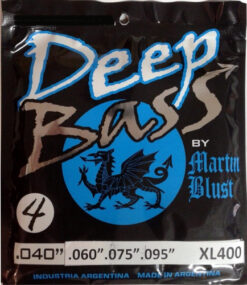 Deep
Bass
BY
Martin
Blust
4
.040" .060" .075" .095" XL400
INDUSTRIA ARGENTINA MADE IN ARGENTINA